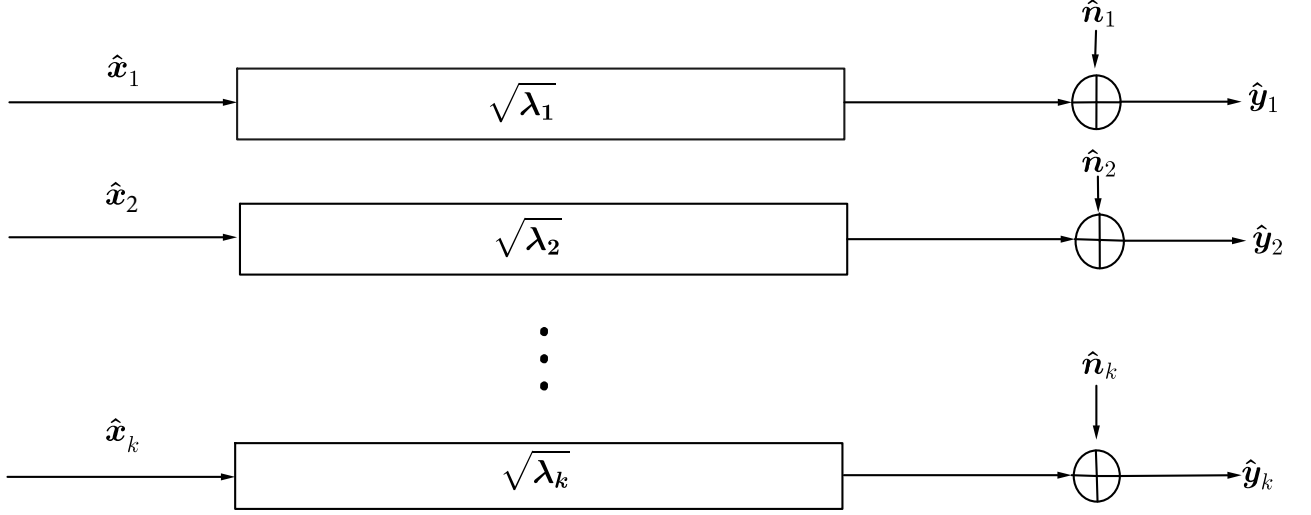 n̂₁
x̂₁ √λ₁ ŷ₁
n̂₂
x̂₂ √λ₂ ŷ₂
n̂ₖ
x̂ₖ √λₖ ŷₖ